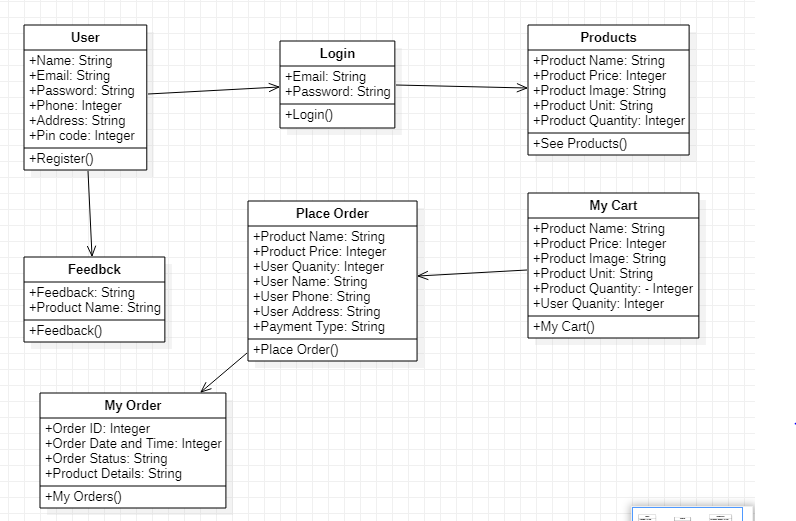 User
+Name: String
+Email: String
+Password: String
+Phone: Integer
+Address: String
+Pin code: Integer
+Register()
Login
+Email: String
+Password: String
+Login()
Products
+Product Name: String
+Product Price: Integer
+Product Image: String
+Product Unit: String
+Product Quantity: Integer
+See Products()
Feedbck
+Feedback: String
+Product Name: String
+Feedback()
Place Order
+Product Name: String
+Product Price: Integer
+User Quanity: Integer
+User Name: String
+User Phone: String
+User Address: String
+Payment Type: String
+Place Order()
My Cart
+Product Name: String
+Product Price: Integer
+Product Image: String
+Product Unit: String
+Product Quantity: - Integer
+User Quanity: Integer
+My Cart()
My Order
+Order ID: Integer
+Order Date and Time: Integer
+Order Status: String
+Product Details: String
+My Orders()